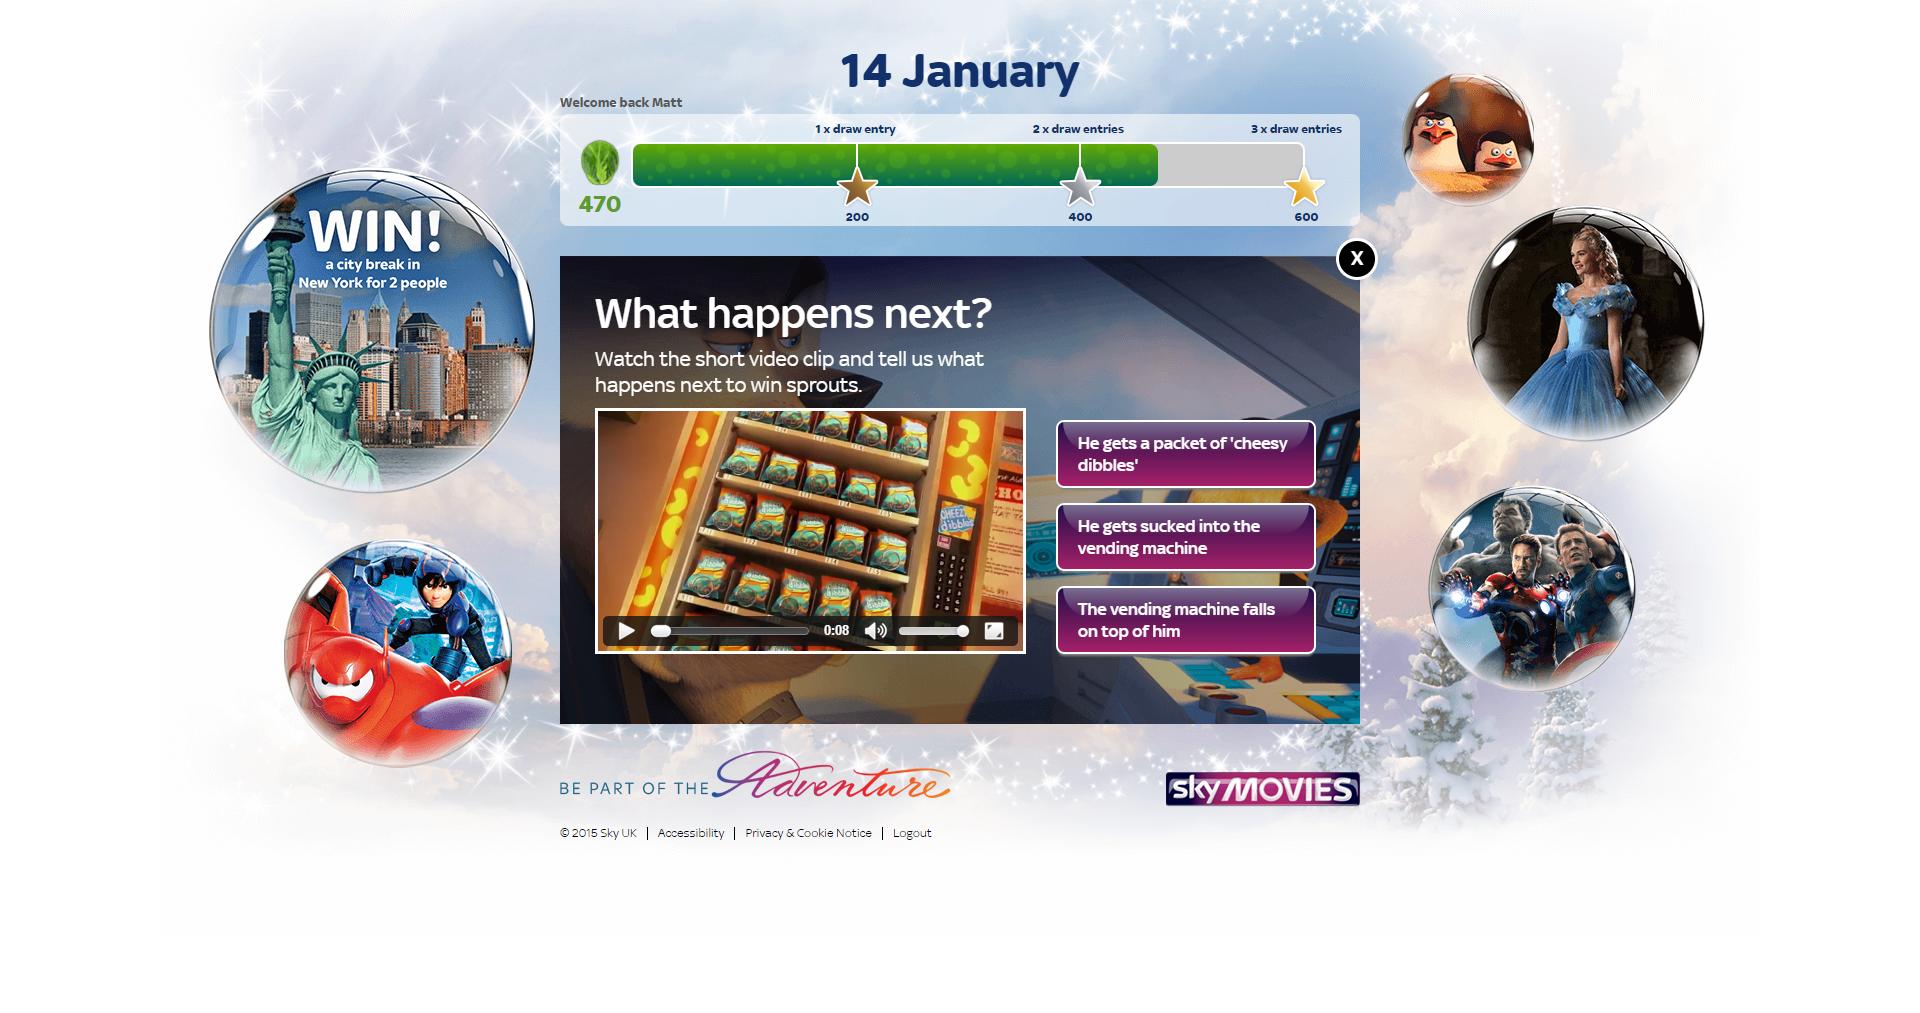 14 January
Welcome back Matt
1 x draw entry
2 x draw entries
3 x draw entries
470
200
400
600
WIN!
a city break in
New York for 2 people
X
What happens next?
Watch the short video clip and tell us what
happens next to win sprouts.
CHEEZY
dibbles
0:08
He gets a packet of 'cheesy
dibbles'
He gets sucked into the
vending machine
The vending machine falls
on top of him
BE PART OF THE Adventure
sky MOVIES
© 2015 Sky UK | Accessibility | Privacy & Cookie Notice | Logout